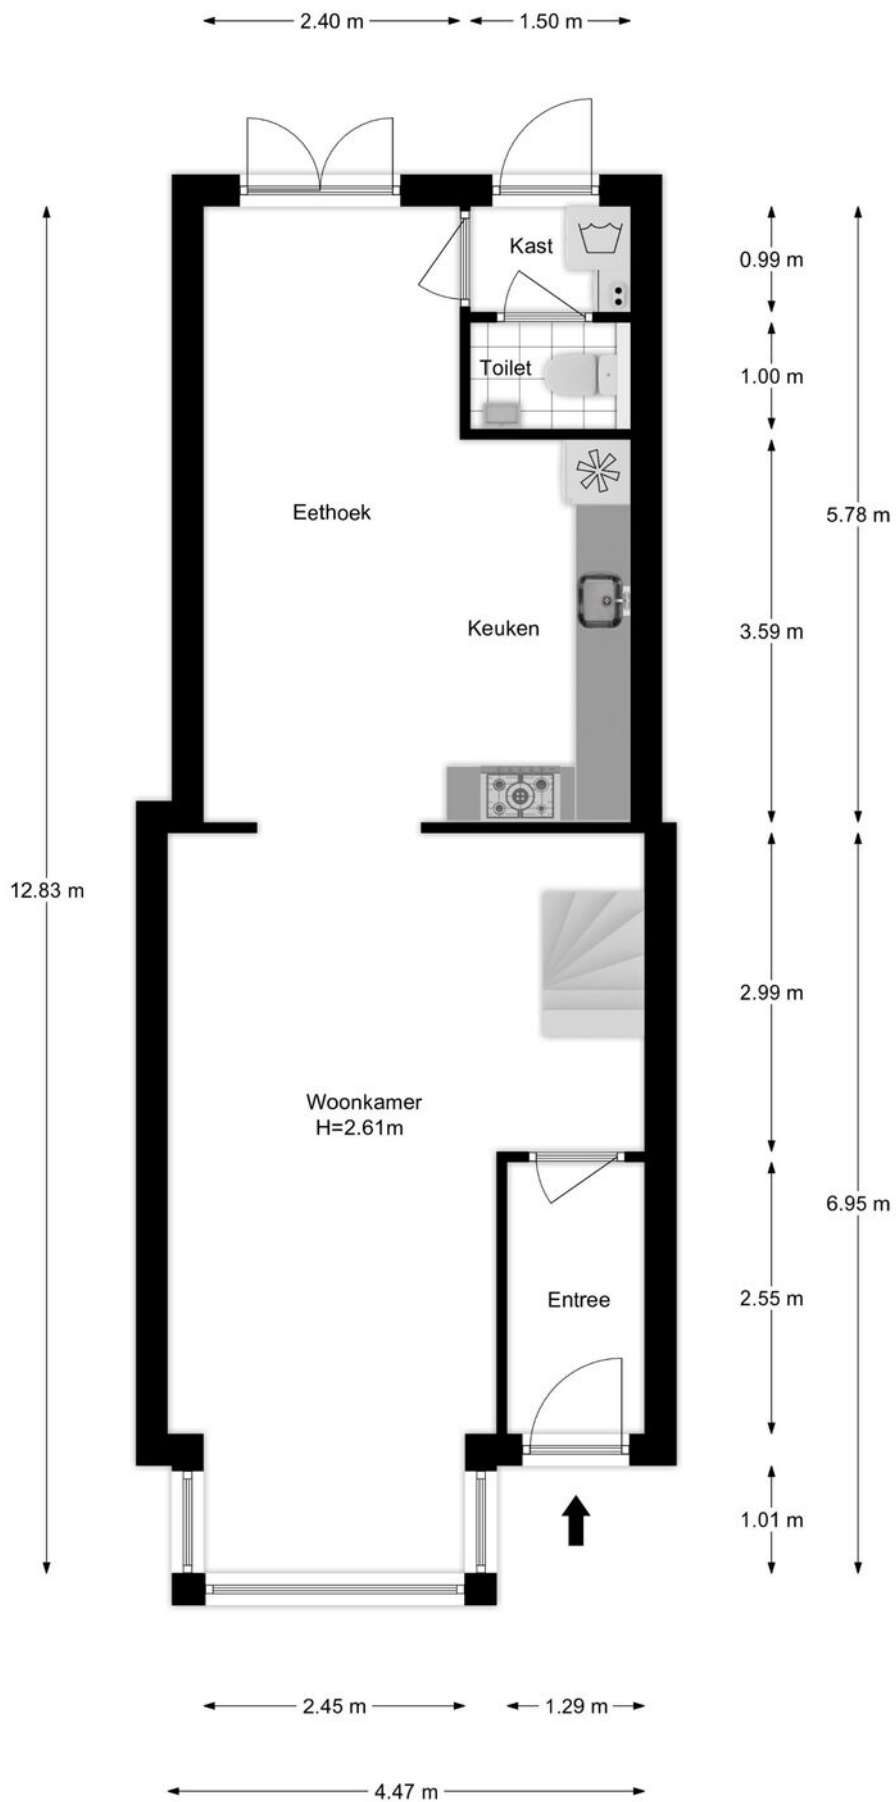 2.40 m
1.50 m
Kast
0.99 m
Toilet
1.00 m
Eethoek
5.78 m
Keuken
3.59 m
12.83 m
2.99 m
Woonkamer
H=2.61m
6.95 m
Entree
2.55 m
1.01 m
2.45 m
1.29 m
4.47 m